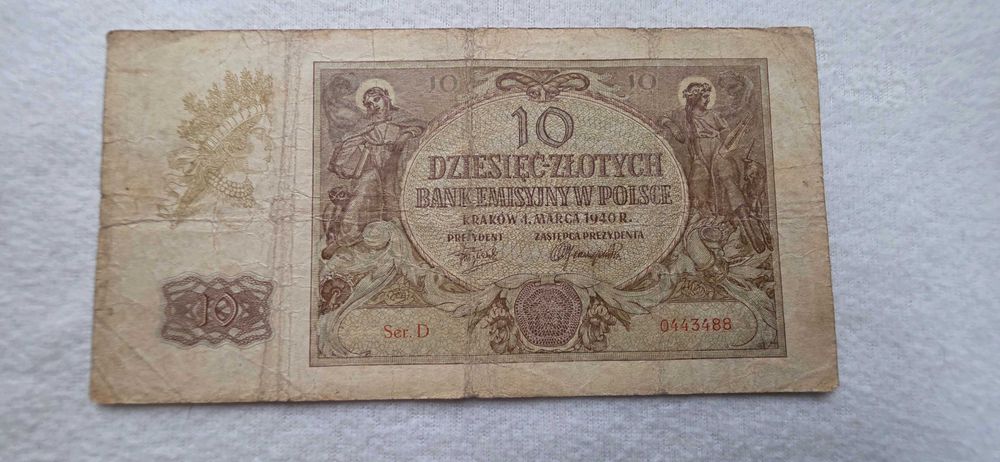 10 10
10
DZIESIĘĆ-ZŁOTYCH
BANK EMISYJNY W POLSCE
KRAKÓW 1. MARCA 1940 R.
PREZYDENT ZASTĘPCA PREZYDENTA
10
Ser. D 0443488